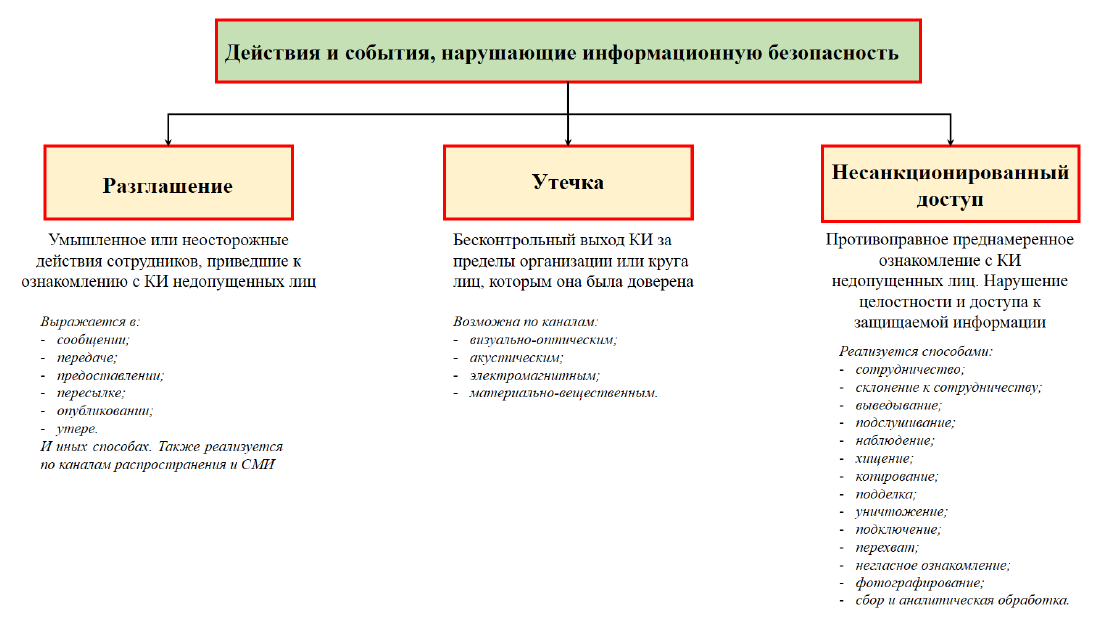 Действия и события, нарушающие информационную безопасность
Разглашение
Умышленное или неосторожные
действия сотрудников, приведшие к
ознакомлению с КИ недопущенных лиц
Выражается в:
- сообщении;
- передаче;
- предоставлении;
- пересылке;
- опубликовании;
- утере.
И иных способах. Также реализуется
по каналам распространения и СМИ
Утечка
Бесконтрольный выход КИ за
пределы организации или круга
лиц, которым она была доверена
Возможна по каналам:
- визуально-оптическим;
- акустическим;
- электромагнитным;
- материально-вещественным.
Несанкционированный
доступ
Противоправное преднамеренное
ознакомление с КИ
недопущенных лиц. Нарушение
целостности и доступа к
защищаемой информации
Реализуется способами:
- сотрудничество;
- склонение к сотрудничеству;
- выведывание;
- подслушивание;
- наблюдение;
- хищение;
- копирование;
- подделка;
- уничтожение;
- подключение;
- перехват;
- негласное ознакомление;
- фотографирование;
- сбор и аналитическая обработка.